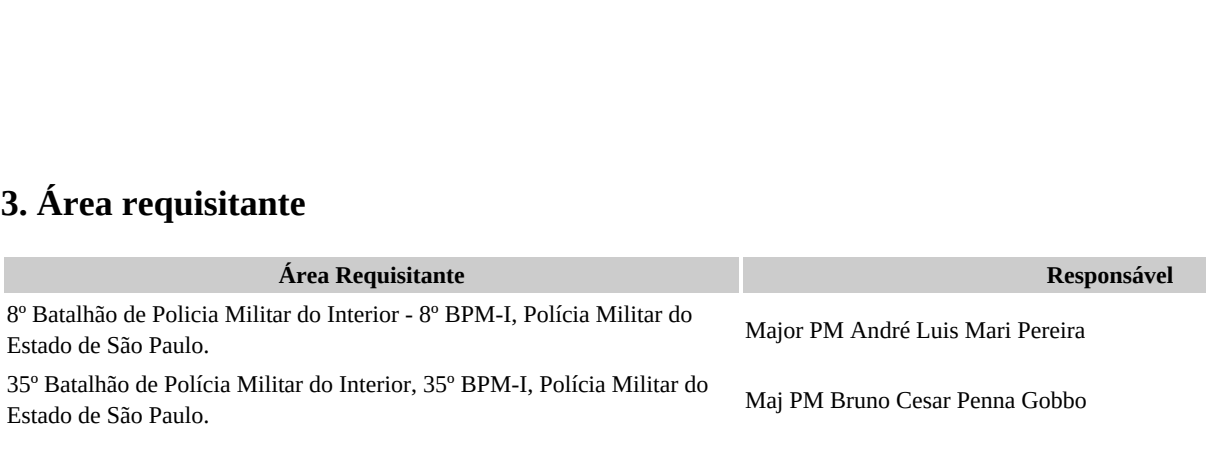 3. Área requisitante
Área Requisitante
Responsável
8º Batalhão de Policia Militar do Interior - 8º BPM-I, Polícia Militar do
Estado de São Paulo.
Major PM André Luis Mari Pereira
35º Batalhão de Polícia Militar do Interior, 35º BPM-I, Polícia Militar do
Estado de São Paulo.
Maj PM Bruno Cesar Penna Gobbo